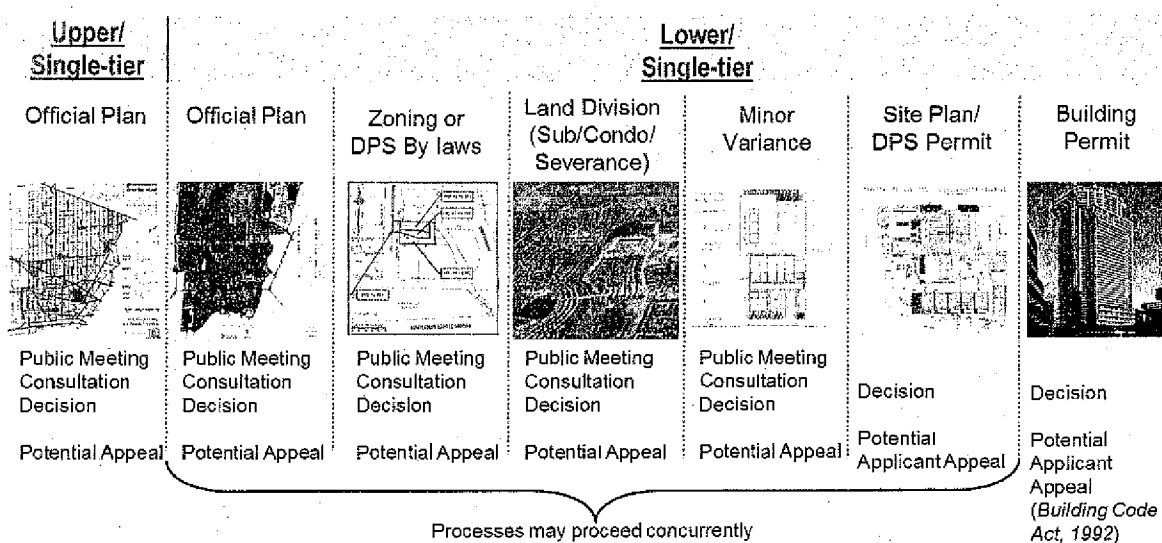 Upper/
Single-tier
Lower/
Single-tier
Official Plan
Official Plan
Zoning or
DPS By laws
Land Division
(Sub/Condo/
Severance)
Minor
Variance
Site Plan/
DPS Permit
Building
Permit
Public Meeting
Consultation
Decision
Potential Appeal
Public Meeting
Consultation
Decision
Potential Appeal
Public Meeting
Consultation
Decision
Potential Appeal
Public Meeting
Consultation
Decision
Potential Appeal
Public Meeting
Consultation
Decision
Potential Appeal
Decision
Potential
Applicant Appeal
Decision
Potential
Applicant
Appeal
(Building Code
Act, 1992)
Processes may proceed concurrently